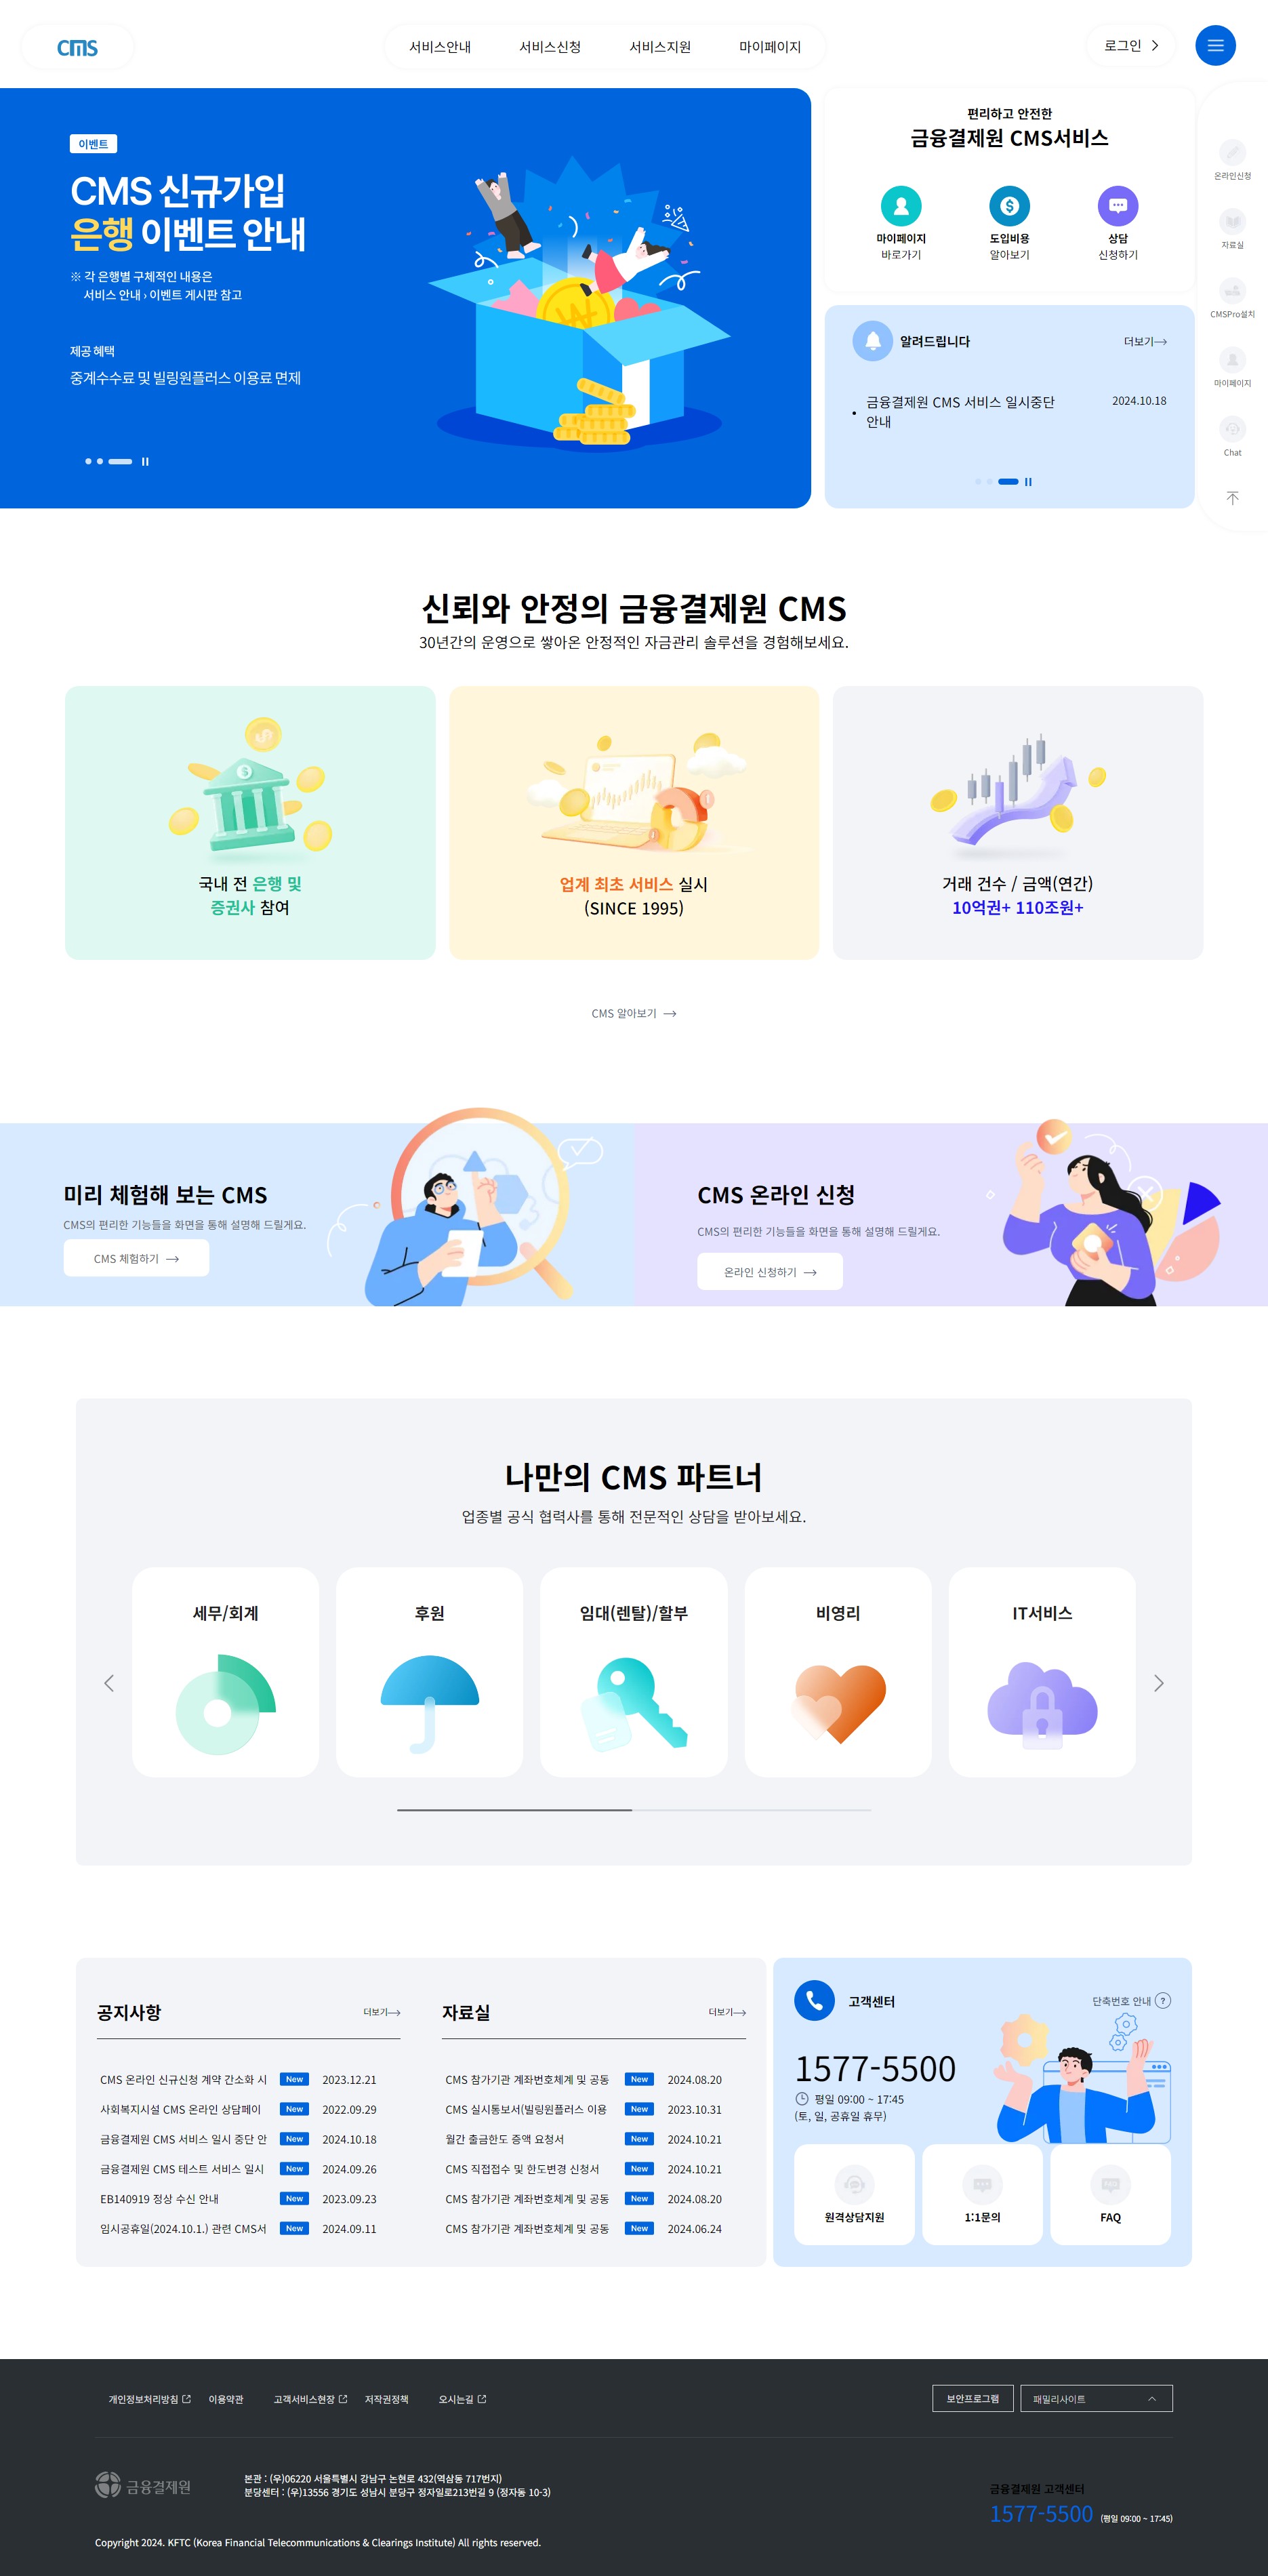 cms
서비스안내
서비스신청
서비스지원
마이페이지
로그인
이벤트
CMS 신규가입
은행 이벤트 안내
※ 각 은행별 구체적인 내용은
서비스 안내 › 이벤트 게시판 참고
제공 혜택
중계수수료 및 빌링원플러스 이용료 면제
편리하고 안전한
금융결제원 CMS서비스
마이페이지
바로가기
도입비용
알아보기
상담
신청하기
알려드립니다
더보기
금융결제원 CMS 서비스 일시중단
안내
2024.10.18
온라인신청
자료실
CMSPro설치
마이페이지
Chat
신뢰와 안정의 금융결제원 CMS
30년간의 운영으로 쌓아온 안정적인 자금관리 솔루션을 경험해보세요.
국내 전 은행 및
증권사 참여
업계 최초 서비스 실시
(SINCE 1995)
거래 건수 / 금액(연간)
10억권+ 110조원+
CMS 알아보기
미리 체험해 보는 CMS
CMS의 편리한 기능들을 화면을 통해 설명해 드릴게요.
CMS 체험하기
CMS 온라인 신청
CMS의 편리한 기능들을 화면을 통해 설명해 드릴게요.
온라인 신청하기
나만의 CMS 파트너
업종별 공식 협력사를 통해 전문적인 상담을 받아보세요.
세무/회계
후원
임대(렌탈)/할부
비영리
IT서비스
공지사항
더보기
CMS 온라인 신규신청 계약 간소화 시 New 2023.12.21
사회복지시설 CMS 온라인 상담페이 New 2022.09.29
금융결제원 CMS 서비스 일시 중단 안 New 2024.10.18
금융결제원 CMS 테스트 서비스 일시 New 2024.09.26
EB140919 정상 수신 안내 New 2023.09.23
임시공휴일(2024.10.1.) 관련 CMS서 New 2024.09.11
자료실
더보기
CMS 참가기관 계좌번호체계 및 공동 New 2024.08.20
CMS 실시통보서(빌링원플러스 이용 New 2023.10.31
월간 출금한도 증액 요청서 New 2024.10.21
CMS 직접접수 및 한도변경 신청서 New 2024.10.21
CMS 참가기관 계좌번호체계 및 공동 New 2024.08.20
CMS 참가기관 계좌번호체계 및 공동 New 2024.06.24
고객센터
단축번호 안내 ?
1577-5500
평일 09:00 ~ 17:45
(토, 일, 공휴일 휴무)
원격상담지원
1:1문의
FAQ
개인정보처리방침
이용약관
고객서비스헌장
저작권정책
오시는길
보안프로그램
패밀리사이트
금융결제원
본관 : (우)06220 서울특별시 강남구 논현로 432(역삼동 717번지)
분당센터 : (우)13556 경기도 성남시 분당구 정자일로213번길 9 (정자동 10-3)
금융결제원 고객센터
1577-5500 (평일 09:00 ~ 17:45)
Copyright 2024. KFTC (Korea Financial Telecommunications & Clearings Institute) All rights reserved.